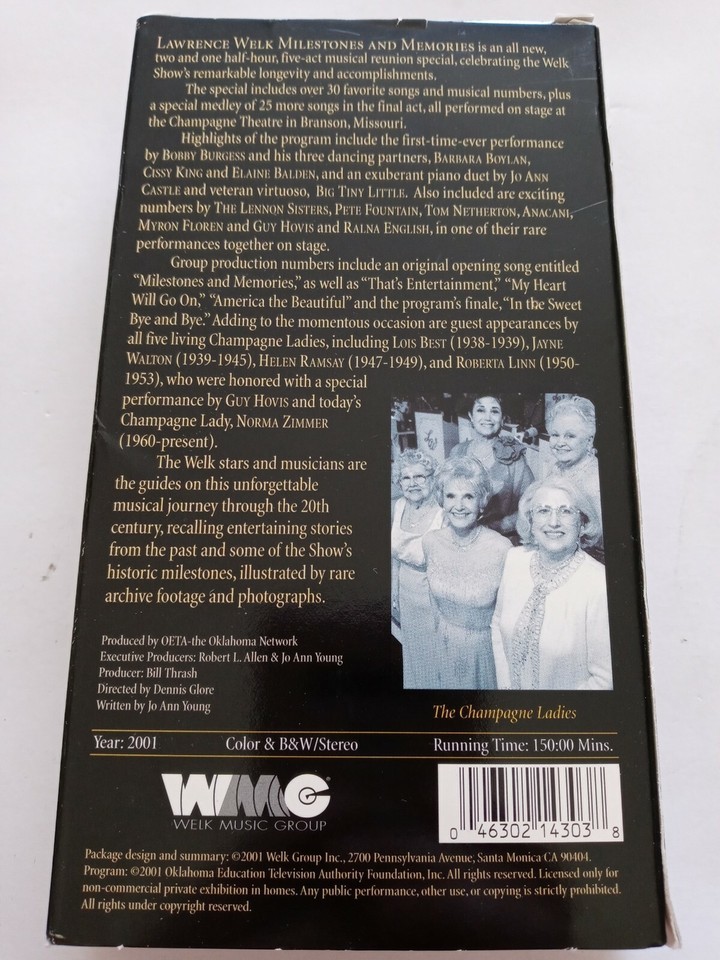 LAWRENCE WELK MILESTONES AND MEMORIES is an all new,
two and one half-hour, five-act musical reunion special, celebrating the Welk
Show's remarkable longevity and accomplishments.
The special includes over 30 favorite songs and musical numbers, plus
a special medley of 25 more songs in the final act, all performed on stage at
the Champagne Theatre in Branson, Missouri.
Highlights of the program include the first-time-ever performance
by BOBBY BURGESS and his three dancing partners, BARBARA BOYLAN,
CISSY KING and ELAINE BALDEN, and an exuberant piano duet by JO ANN
CASTLE and veteran virtuoso, BIG TINY LITTLE. Also included are exciting
numbers by THE LENNON SISTERS, PETE FOUNTAIN, TOM NETHERTON, ANACANI,
MYRON FLOREN and GUY HOVIS and RALNA ENGLISH, in one of their rare
performances together on stage.
Group production numbers include an original opening song entitled
"Milestones and Memories," as well as "That's Entertainment," "My Heart
Will Go On," "America the Beautiful" and the program's finale, "In the Sweet
Bye and Bye." Adding to the momentous occasion are guest appearances by
all five living Champagne Ladies, including LOIS BEST (1938-1939), JAYNE
WALTON (1939-1945), HELEN RAMSAY (1947-1949), and ROBERTA LINN (1950-
1953), who were honored with a special
performance by GUY HOVIS and today's
Champagne Lady, NORMA ZIMMER
(1960-present).
The Welk stars and musicians are
the guides on this unforgettable
musical journey through the 20th
century, recalling entertaining stories
from the past and some of the Show's
historic milestones, illustrated by rare
archive footage and photographs.
Produced by OETA-the Oklahoma Network
Executive Producers: Robert L. Allen & Jo Ann Young
Producer: Bill Thrash
Directed by Dennis Glore
Written by Jo Ann Young
The Champagne Ladies
Year: 2001 Color & B&W/Stereo Running Time: 150:00 Mins.
WMG
WELK MUSIC GROUP
0 46302 14303 8
Package design and summary: ©2001 Welk Group Inc., 2700 Pennsylvania Avenue, Santa Monica CA 90404.
Program: ©2001 Oklahoma Education Television Authority Foundation, Inc. All rights reserved. Licensed only for
non-commercial private exhibition in homes. Any public performance, other use, or copying is strictly prohibited.
All rights under copyright reserved.